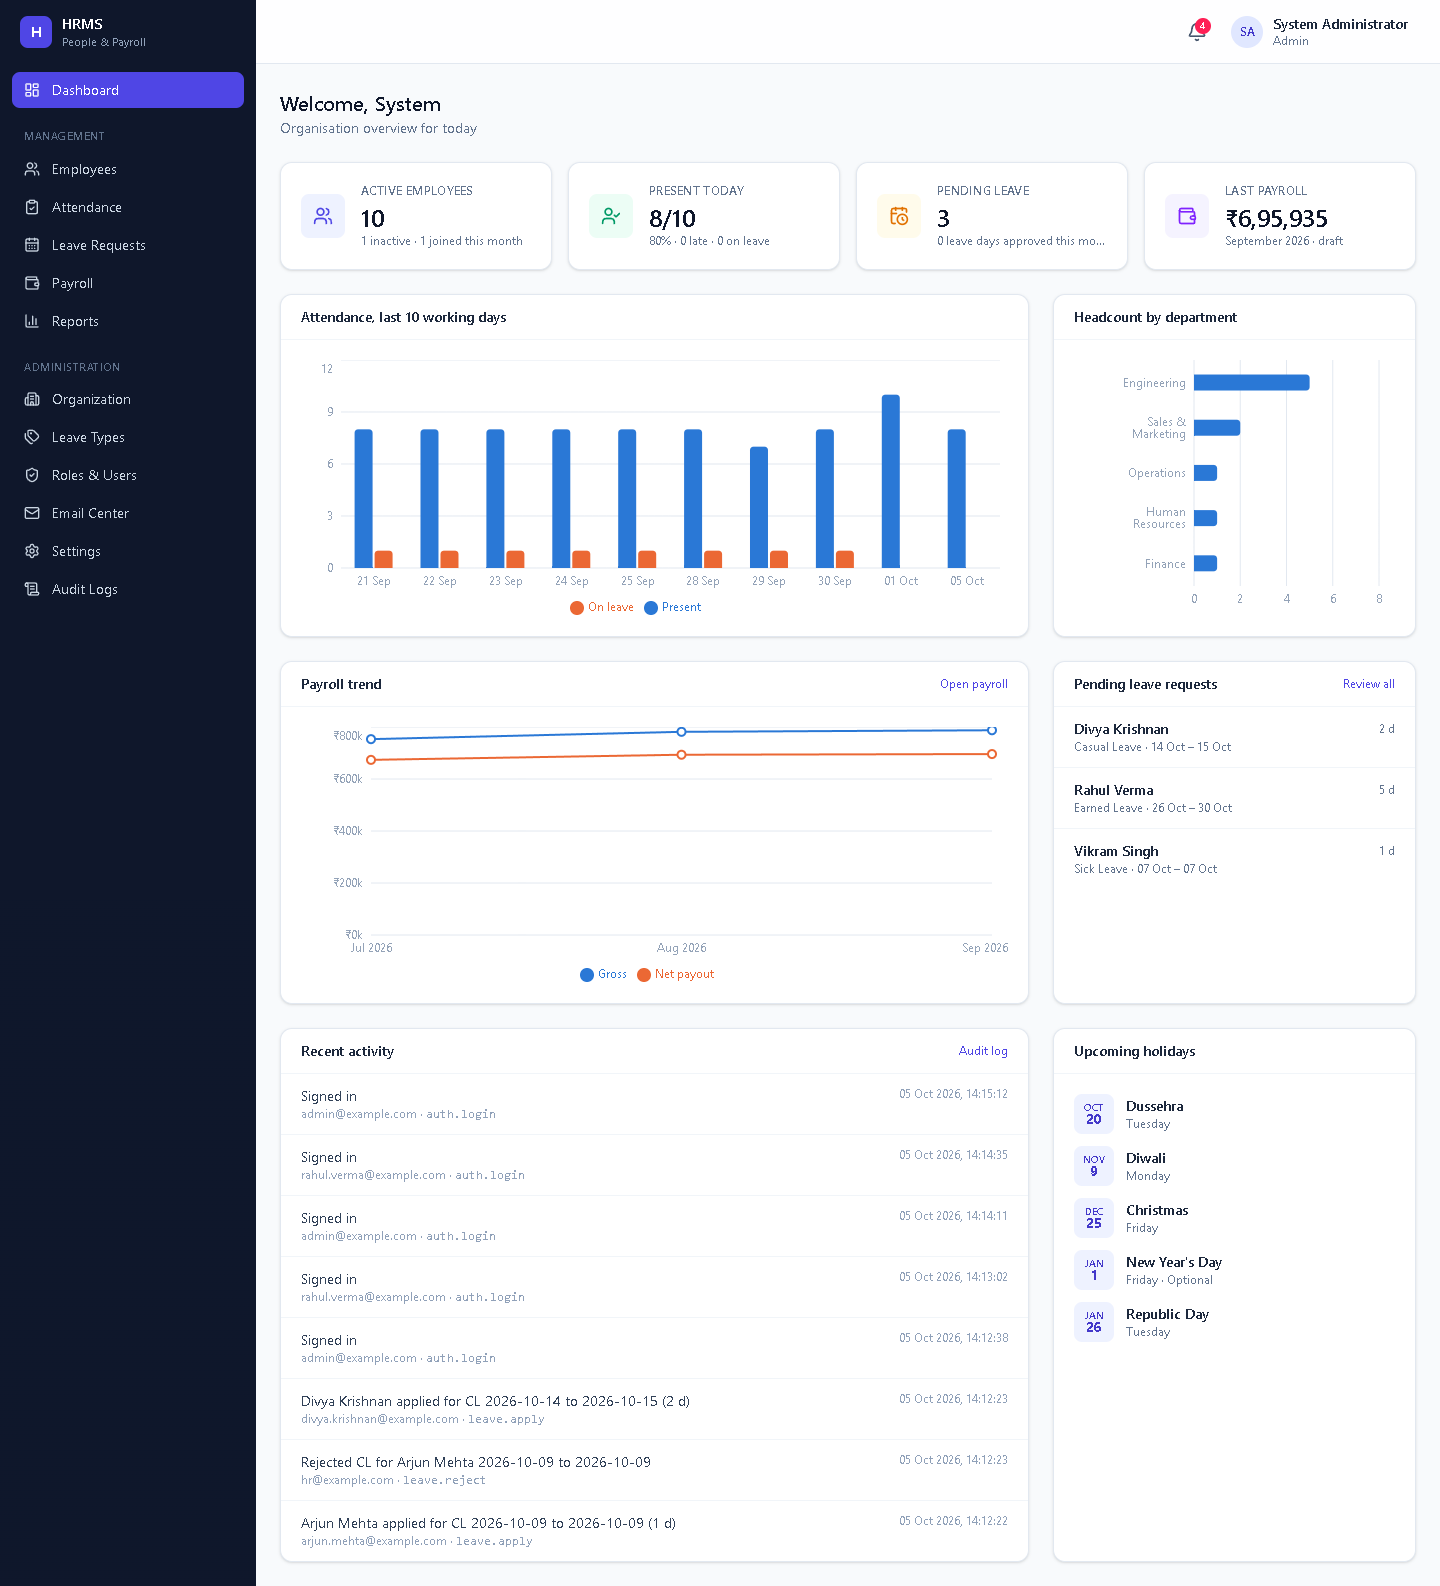 H
HRMS
People & Payroll
Dashboard
MANAGEMENT
Employees
Attendance
Leave Requests
Payroll
Reports
ADMINISTRATION
Organization
Leave Types
Roles & Users
Email Center
Settings
Audit Logs
4
SA
System Administrator
Admin
Welcome, System
Organisation overview for today
ACTIVE EMPLOYEES
10
1 inactive · 1 joined this month
PRESENT TODAY
8/10
80% · 0 late · 0 on leave
PENDING LEAVE
3
0 leave days approved this mo...
LAST PAYROLL
₹6,95,935
September 2026 · draft
Attendance, last 10 working days
12
9
6
3
0
21 Sep 22 Sep 23 Sep 24 Sep 25 Sep 28 Sep 29 Sep 30 Sep 01 Oct 05 Oct
On leave Present
Headcount by department
Engineering
Sales &
Marketing
Operations
Human
Resources
Finance
0 2 4 6 8
Payroll trend
Open payroll
₹800k
₹600k
₹400k
₹200k
₹0k
Jul 2026 Aug 2026 Sep 2026
Gross Net payout
Pending leave requests
Review all
Divya Krishnan
2 d
Casual Leave · 14 Oct – 15 Oct
Rahul Verma
5 d
Earned Leave · 26 Oct – 30 Oct
Vikram Singh
1 d
Sick Leave · 07 Oct – 07 Oct
Recent activity
Audit log
Signed in
05 Oct 2026, 14:15:12
admin@example.com · auth.login
Signed in
05 Oct 2026, 14:14:35
rahul.verma@example.com · auth.login
Signed in
05 Oct 2026, 14:14:11
admin@example.com · auth.login
Signed in
05 Oct 2026, 14:13:02
rahul.verma@example.com · auth.login
Signed in
05 Oct 2026, 14:12:38
admin@example.com · auth.login
Divya Krishnan applied for CL 2026-10-14 to 2026-10-15 (2 d)
05 Oct 2026, 14:12:23
divya.krishnan@example.com · leave.apply
Rejected CL for Arjun Mehta 2026-10-09 to 2026-10-09
05 Oct 2026, 14:12:23
hr@example.com · leave.reject
Arjun Mehta applied for CL 2026-10-09 to 2026-10-09 (1 d)
05 Oct 2026, 14:12:22
arjun.mehta@example.com · leave.apply
Upcoming holidays
OCT
20
Dussehra
Tuesday
NOV
9
Diwali
Monday
DEC
25
Christmas
Friday
JAN
1
New Year's Day
Friday · Optional
JAN
26
Republic Day
Tuesday